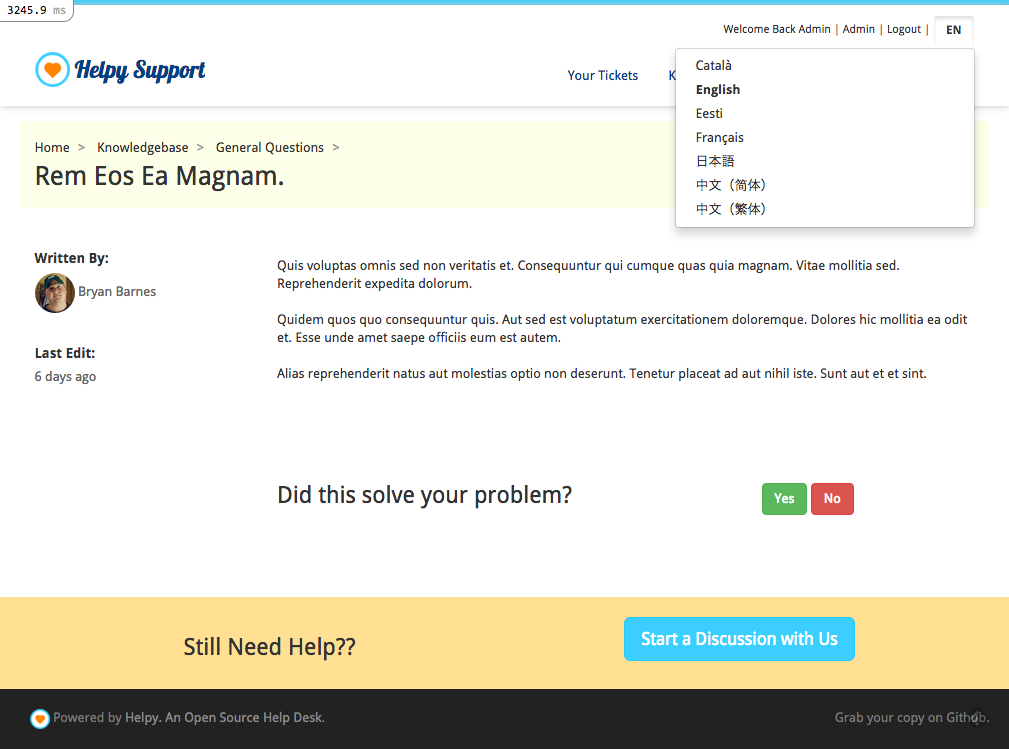 3245.9 ms
Welcome Back Admin | Admin | Logout | EN
Helpy Support
Your Tickets
Català
English
Eesti
Français
日本語
中文（简体）
中文（繁体）
Home > Knowledgebase > General Questions >
Rem Eos Ea Magnam.
Written By:
Bryan Barnes
Last Edit:
6 days ago
Quis voluptas omnis sed non veritatis et. Consequuntur qui cumque quas quia magnam. Vitae mollitia sed.
Reprehenderit expedita dolorum.
Quidem quos quo consequuntur quis. Aut sed est voluptatum exercitationem doloremque. Dolores hic mollitia ea odit
et. Esse unde amet saepe officiis eum est autem.
Alias reprehenderit natus aut molestias optio non deserunt. Tenetur placeat ad aut nihil iste. Sunt aut et et sint.
Did this solve your problem?
Yes No
Still Need Help??
Start a Discussion with Us
Powered by Helpy. An Open Source Help Desk.
Grab your copy on Github.